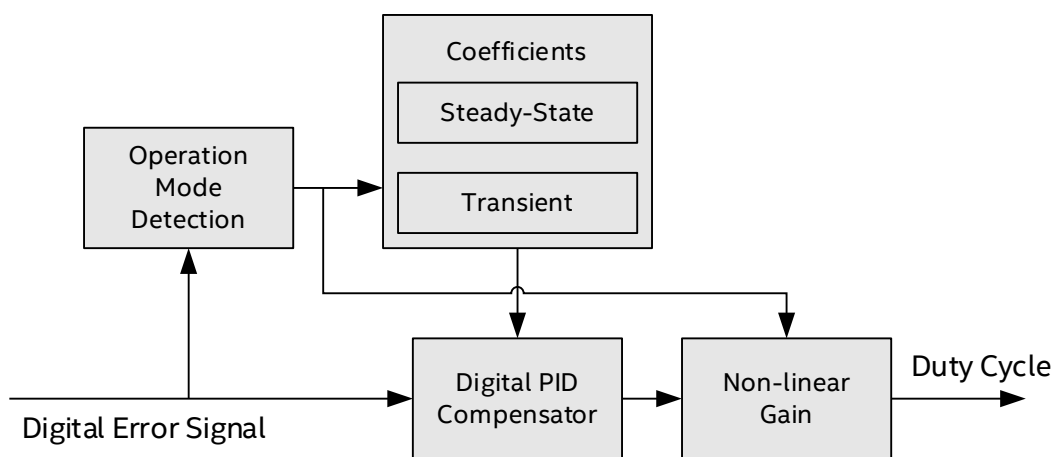 Coefficients
Steady-State
Transient
Operation
Mode
Detection
Digital Error Signal
Digital PID
Compensator
Non-linear
Gain
Duty Cycle